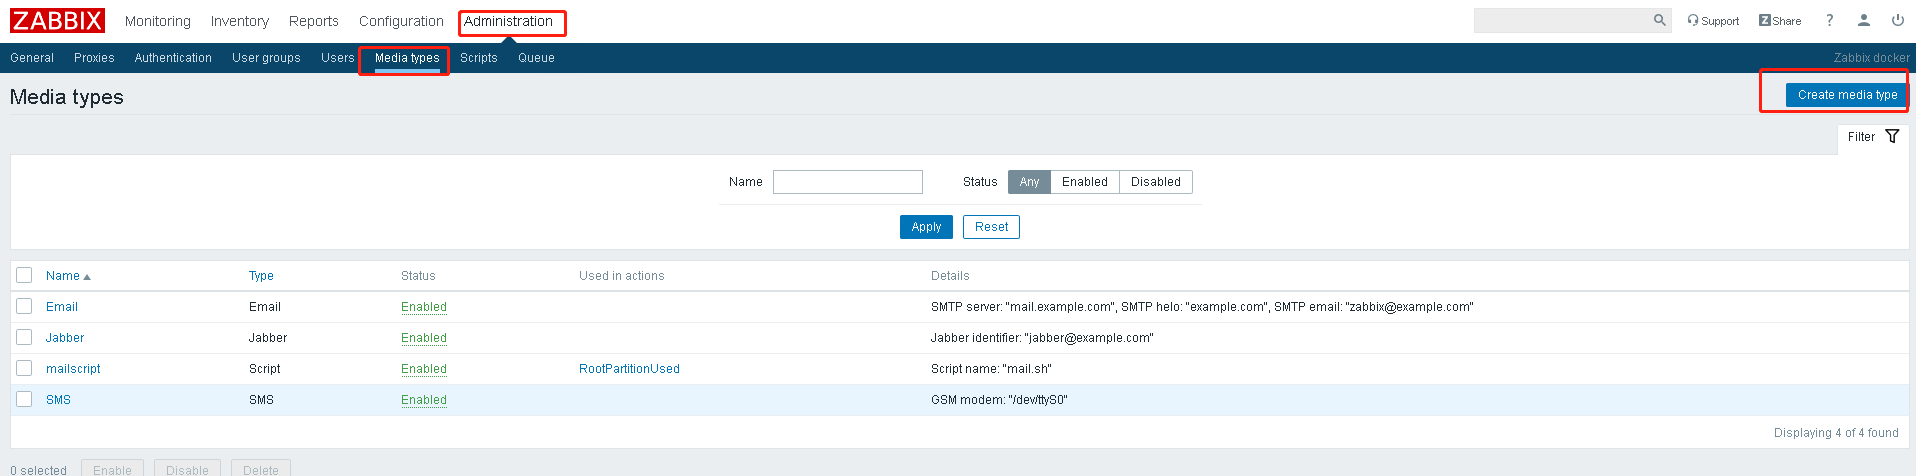 ZABBIX Monitoring Inventory Reports Configuration Administration Support Z Share ?
General Proxies Authentication User groups Users Media types Scripts Queue Zabbix docker
Media types Create media type
Filter
Name Status Any Enabled Disabled
Apply Reset
Name Type Status Used in actions Details
Email Email Enabled SMTP server: "mail.example.com", SMTP helo: "example.com", SMTP email: "zabbix@example.com"
Jabber Jabber Enabled Jabber identifier: "jabber@example.com"
mailscript Script Enabled RootPartitionUsed Script name: "mail.sh"
SMS SMS Enabled GSM modem: "/dev/ttyS0"
Displaying 4 of 4 found
0 selected Enable Disable Delete